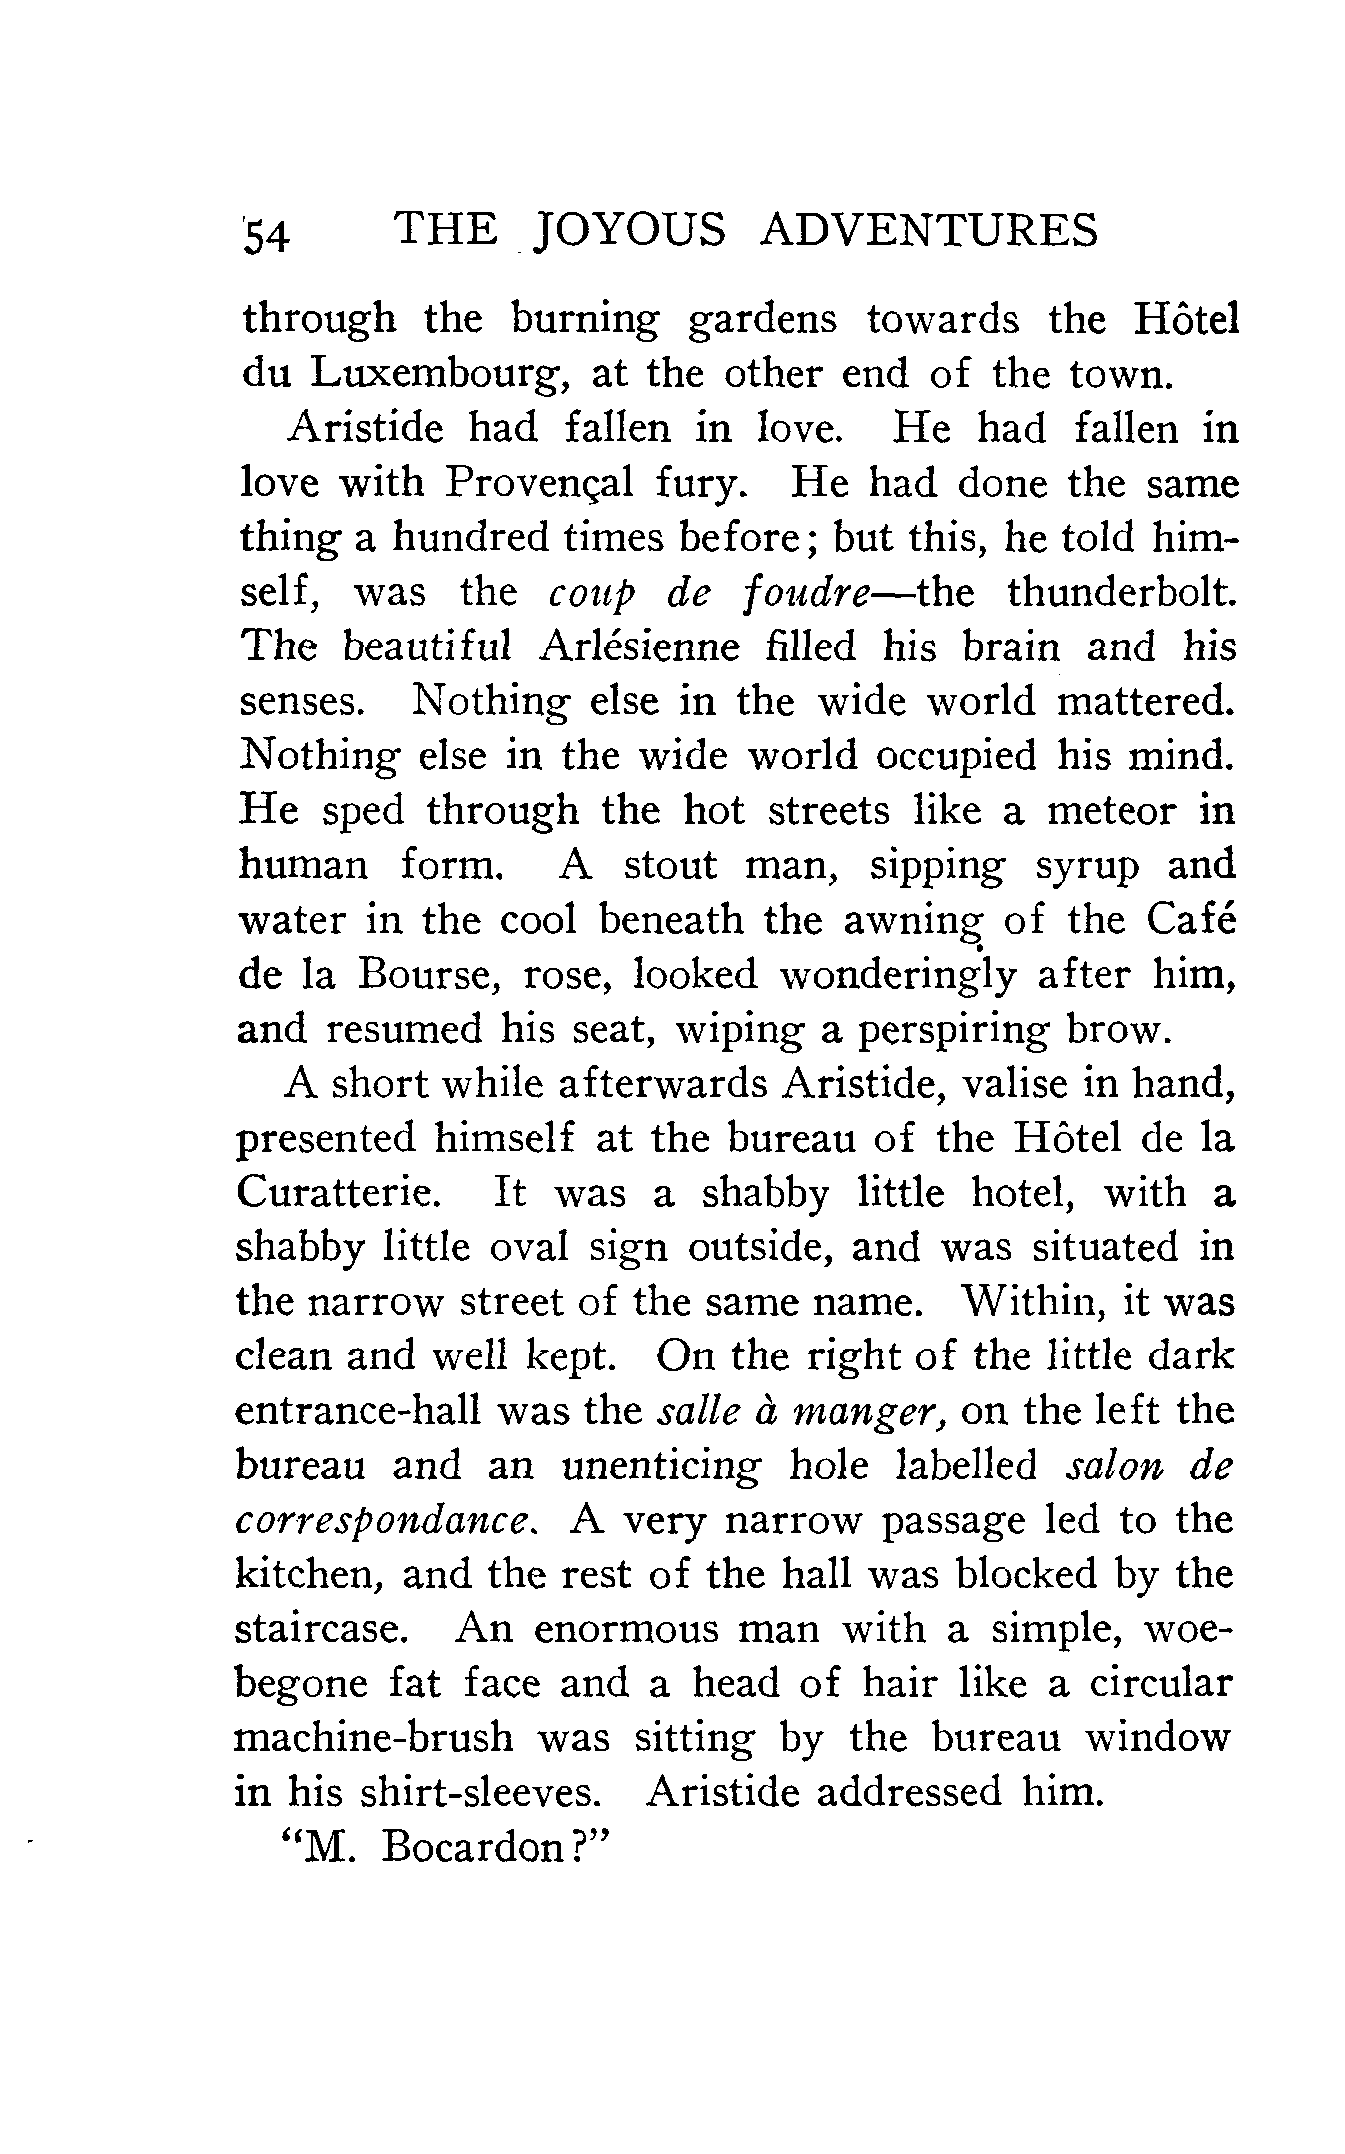 54 THE JOYOUS ADVENTURES
through the burning gardens towards the Hôtel
du Luxembourg, at the other end of the town.
Aristide had fallen in love. He had fallen in
love with Provençal fury. He had done the same
thing a hundred times before; but this, he told him-
self, was the coup de foudre—the thunderbolt.
The beautiful Arlésienne filled his brain and his
senses. Nothing else in the wide world mattered.
Nothing else in the wide world occupied his mind.
He sped through the hot streets like a meteor in
human form. A stout man, sipping syrup and
water in the cool beneath the awning of the Café
de la Bourse, rose, looked wonderingly after him,
and resumed his seat, wiping a perspiring brow.
A short while afterwards Aristide, valise in hand,
presented himself at the bureau of the Hôtel de la
Curatterie. It was a shabby little hotel, with a
shabby little oval sign outside, and was situated in
the narrow street of the same name. Within, it was
clean and well kept. On the right of the little dark
entrance-hall was the salle à manger, on the left the
bureau and an unenticing hole labelled salon de
correspondance. A very narrow passage led to the
kitchen, and the rest of the hall was blocked by the
staircase. An enormous man with a simple, woe-
begone fat face and a head of hair like a circular
machine-brush was sitting by the bureau window
in his shirt-sleeves. Aristide addressed him.
"M. Bocardon?"